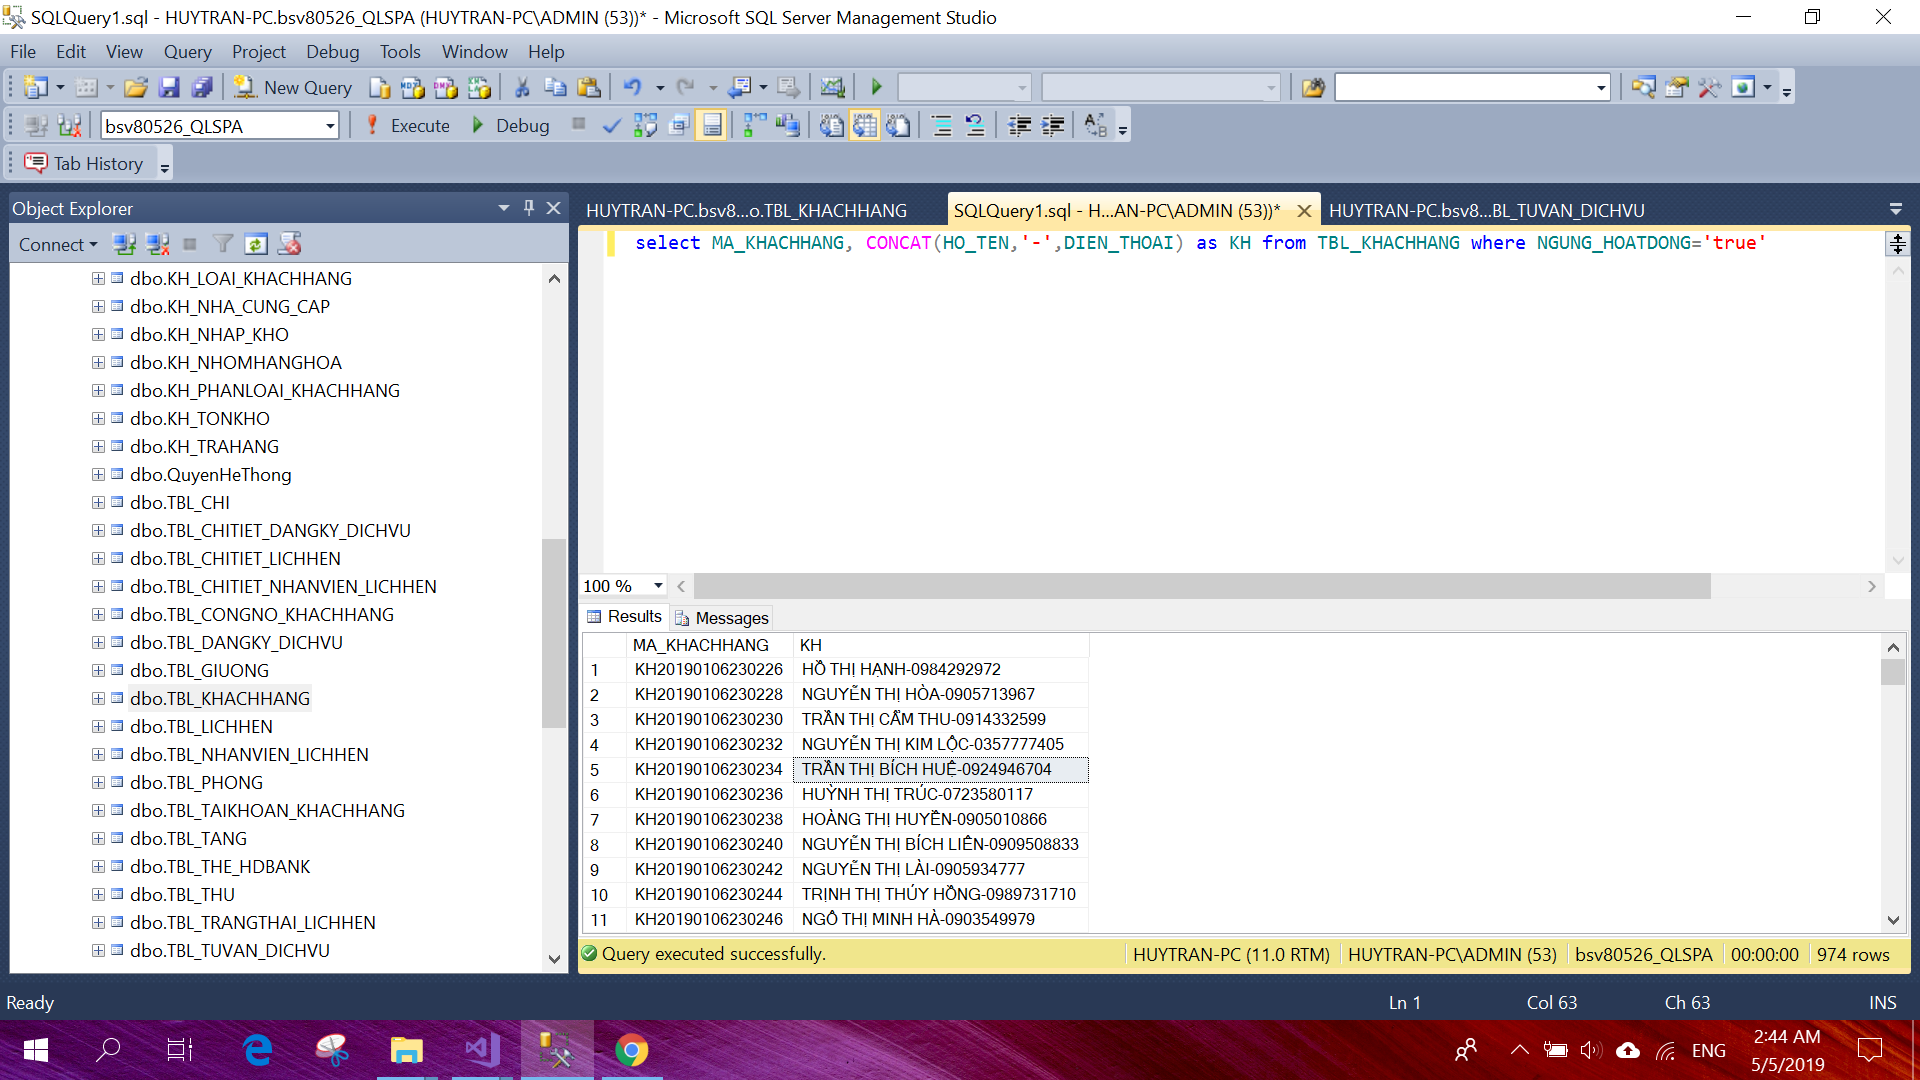 SQLQuery1.sql - HUYTRAN-PC.bsv80526_QLSPA (HUYTRAN-PC\ADMIN (53))* - Microsoft SQL Server Management Studio
File Edit View Query Project Debug Tools Window Help
New Query
bsv80526_QLSPA Execute Debug
Tab History
Object Explorer
Connect
dbo.KH_LOAI_KHACHHANG
dbo.KH_NHA_CUNG_CAP
dbo.KH_NHAP_KHO
dbo.KH_NHOMHANGHOA
dbo.KH_PHANLOAI_KHACHHANG
dbo.KH_TONKHO
dbo.KH_TRAHANG
dbo.QuyenHeThong
dbo.TBL_CHI
dbo.TBL_CHITIET_DANGKY_DICHVU
dbo.TBL_CHITIET_LICHHEN
dbo.TBL_CHITIET_NHANVIEN_LICHHEN
dbo.TBL_CONGNO_KHACHHANG
dbo.TBL_DANGKY_DICHVU
dbo.TBL_GIUONG
dbo.TBL_KHACHHANG
dbo.TBL_LICHHEN
dbo.TBL_NHANVIEN_LICHHEN
dbo.TBL_PHONG
dbo.TBL_TAIKHOAN_KHACHHANG
dbo.TBL_TANG
dbo.TBL_THE_HDBANK
dbo.TBL_THU
dbo.TBL_TRANGTHAI_LICHHEN
dbo.TBL_TUVAN_DICHVU
HUYTRAN-PC.bsv8...o.TBL_KHACHHANG SQLQuery1.sql - H...AN-PC\ADMIN (53))* HUYTRAN-PC.bsv8...BL_TUVAN_DICHVU
select MA_KHACHHANG, CONCAT(HO_TEN,'-',DIEN_THOAI) as KH from TBL_KHACHHANG where NGUNG_HOATDONG='true'
100 %
Results Messages
MA_KHACHHANG KH
1 KH20190106230226 HỒ THỊ HẠNH-0984292972
2 KH20190106230228 NGUYỄN THỊ HÒA-0905713967
3 KH20190106230230 TRẦN THỊ CẨM THU-0914332599
4 KH20190106230232 NGUYỄN THỊ KIM LỘC-0357777405
5 KH20190106230234 TRẦN THỊ BÍCH HUỆ-0924946704
6 KH20190106230236 HUỲNH THỊ TRÚC-0723580117
7 KH20190106230238 HOÀNG THỊ HUYỀN-0905010866
8 KH20190106230240 NGUYỄN THỊ BÍCH LIÊN-0909508833
9 KH20190106230242 NGUYỄN THỊ LÀI-0905934777
10 KH20190106230244 TRỊNH THỊ THÚY HỒNG-0989731710
11 KH20190106230246 NGÔ THỊ MINH HÀ-0903549979
Query executed successfully. HUYTRAN-PC (11.0 RTM) HUYTRAN-PC\ADMIN (53) bsv80526_QLSPA 00:00:00 974 rows
Ready Ln 1 Col 63 Ch 63 INS
ENG 2:44 AM
5/5/2019